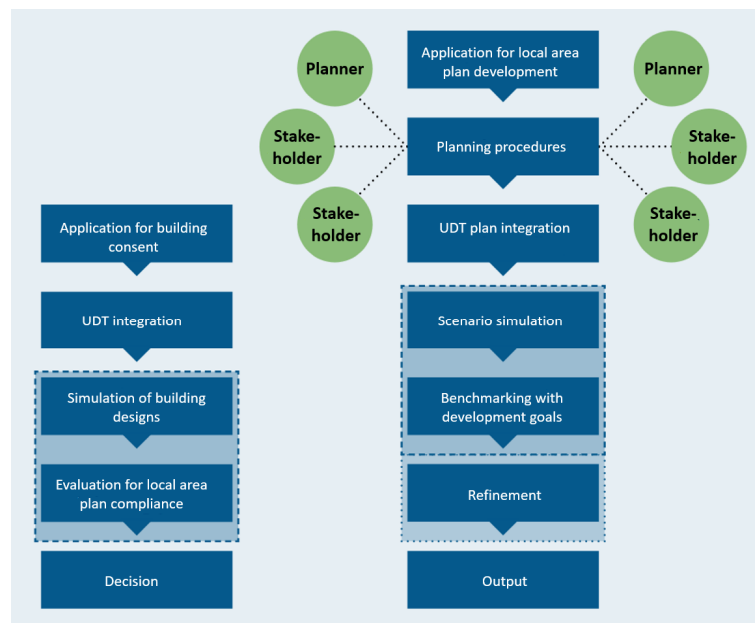 Planner
Application for local area
plan development
Planner
Stake-
holder
Planning procedures
Stake-
holder
Stake-
holder
UDT plan integration
Stake-
holder
Application for building
consent
UDT integration
Scenario simulation
Simulation of building
designs
Benchmarking with
development goals
Evaluation for local area
plan compliance
Refinement
Decision
Output